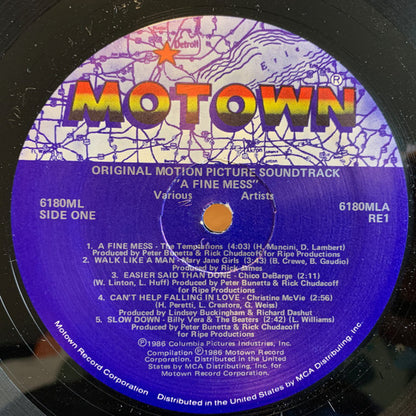 Detroit
MOTOWN®
ORIGINAL MOTION PICTURE SOUNDTRACK
"A FINE MESS"
Various Artists
6180ML
SIDE ONE
6180MLA
RE1
1. A FINE MESS - The Temptations (4:03) (H. Mancini, D. Lambert)
Produced by Peter Bunetta & Rick Chudacoff for Ripe Productions
2. WALK LIKE A MAN - Mary Jane Girls (3:43) (B. Crewe, B. Gaudio)
Produced by Rick James
3. EASIER SAID THAN DONE - Chico DeBarge (2:11)
(W. Linton, L. Huff) Produced by Peter Bunetta & Rick Chudacoff
for Ripe Productions
4. CAN'T HELP FALLING IN LOVE - Christine McVie (2:56)
(H. Peretti, L. Creatore, G. Weiss)
Produced by Lindsey Buckingham & Richard Dashut
5. SLOW DOWN - Billy Vera & The Beaters (2:42) (L. Williams)
Produced by Peter Bunetta & Rick Chudacoff
for Ripe Productions
℗1986 Columbia Pictures Industries, Inc.
Compilation ℗1986 Motown Record
Corporation. Distributed in the United
States by MCA Distributing, Inc. for
Motown Record Corporation.
Motown Record Corporation. Distributed in the United States by MCA Distributing, Inc.